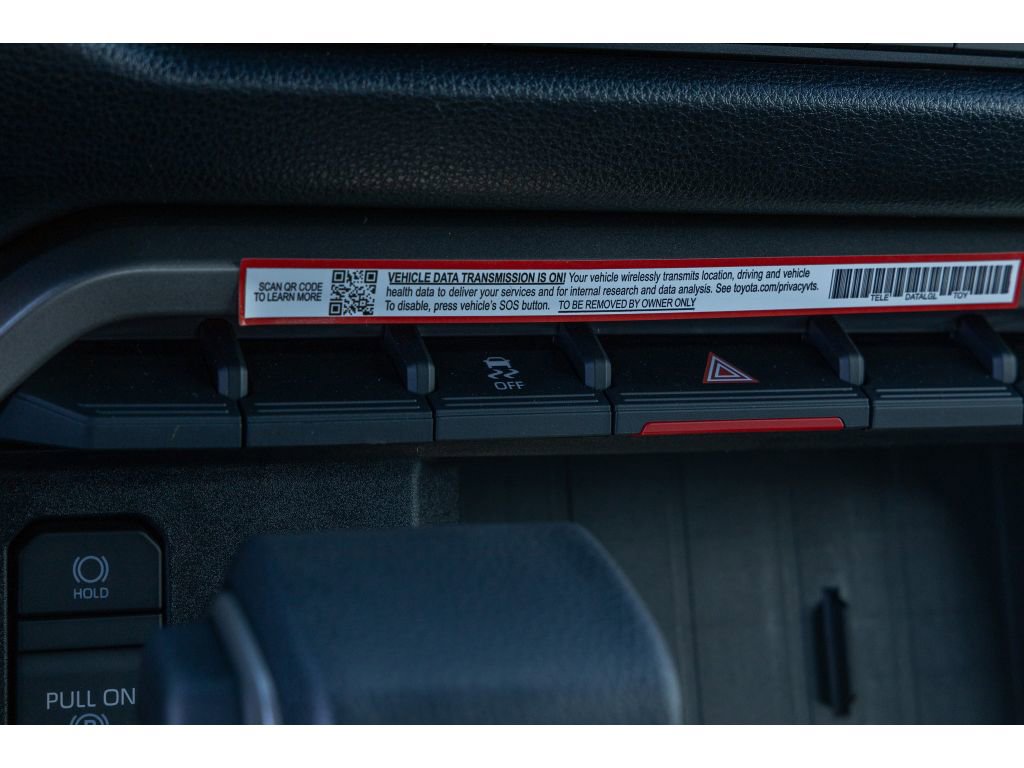 SCAN QR CODE
TO LEARN MORE
VEHICLE DATA TRANSMISSION IS ON! Your vehicle wirelessly transmits location, driving and vehicle
health data to deliver your services and for internal research and data analysis. See toyota.com/privacyvts.
To disable, press vehicle's SOS button. TO BE REMOVED BY OWNER ONLY
TELE DATALGL TOY
OFF
HOLD
PULL ON
P